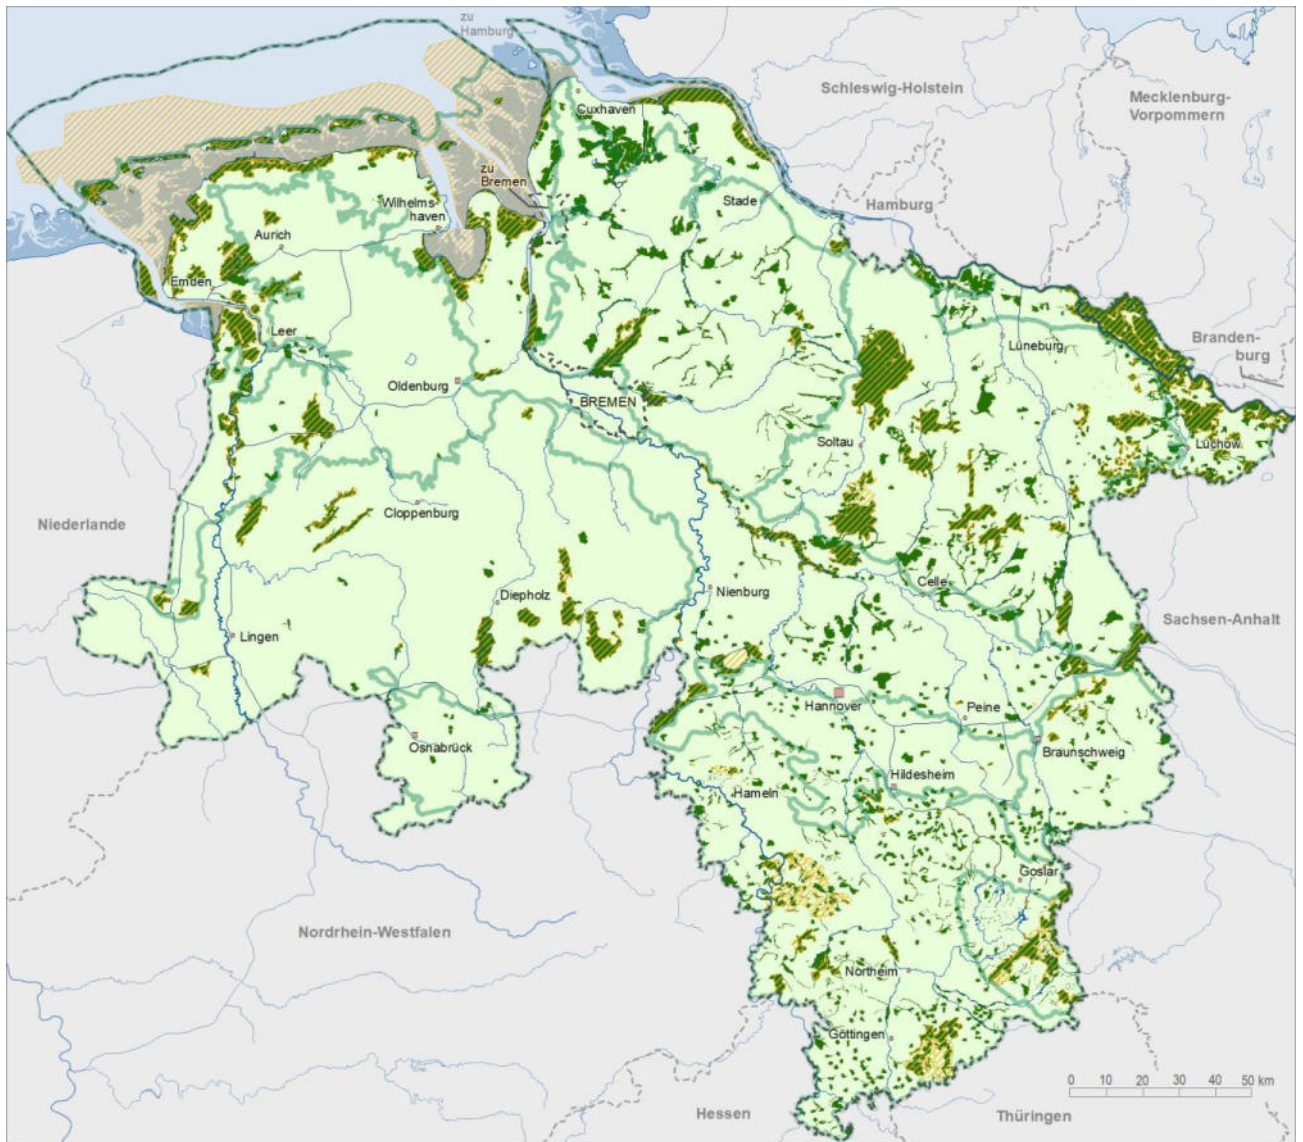 zu
Hamburg
Schleswig-Holstein
Mecklenburg-
Vorpommern
Cuxhaven
zu
Bremen
Wilhelms-
haven
Stade
Hamburg
Aurich
Emden
Leer
Lüneburg
Branden-
burg
Oldenburg
BREMEN
Soltau
Lüchow
Cloppenburg
Niederlande
Celle
Diepholz
Nienburg
Sachsen-Anhalt
Lingen
Hannover
Peine
Osnabrück
Braunschweig
Hildesheim
Hameln
Goslar
Nordrhein-Westfalen
Northeim
Göttingen
0 10 20 30 40 50 km
Hessen
Thüringen